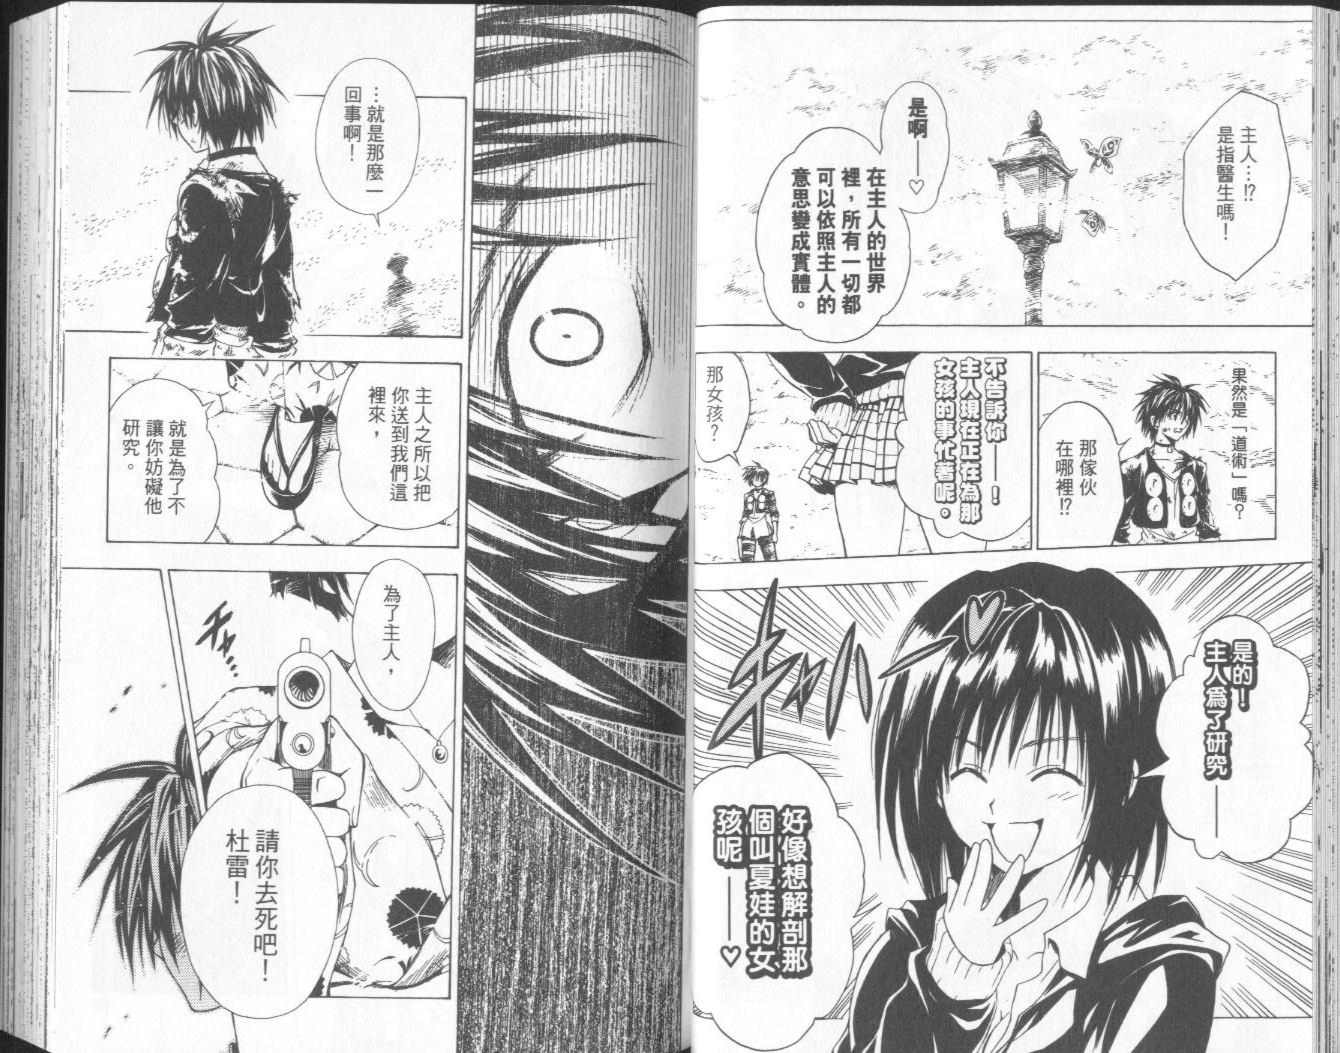 主人…!?
是指醫生嗎！
是啊——♡
在主人的世界
裡，所有一切都
可以依照主人的
意思變成實體。
果然是「道術」嗎？
那傢伙
在哪裡!?
不告訴你——！
主人現在正在為那
女孩的事忙著呢。
那女孩？
是的！
主人為了研究——
好像想解剖那
個叫夏娃的女
孩呢——♡
…就是那麼一
回事啊！
主人之所以把
你送到我們這
裡來，
就是為了不
讓你妨礙他
研究。
為了主人，
請你去死吧！
杜雷！